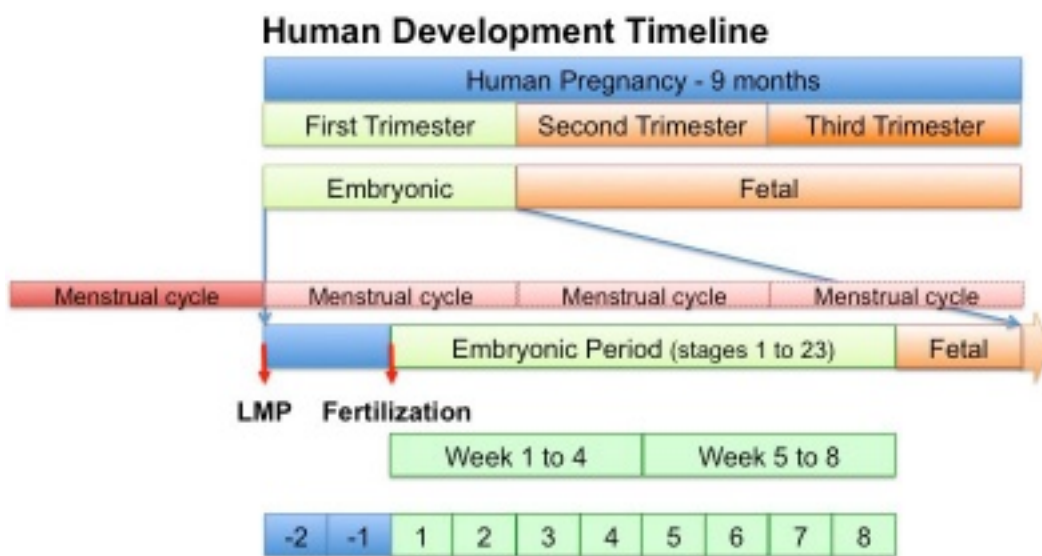 Human Development Timeline
Human Pregnancy - 9 months
First Trimester Second Trimester Third Trimester
Embryonic Fetal
Menstrual cycle Menstrual cycle Menstrual cycle Menstrual cycle
Embryonic Period (stages 1 to 23) Fetal
LMP Fertilization
Week 1 to 4 Week 5 to 8
-2 -1 1 2 3 4 5 6 7 8